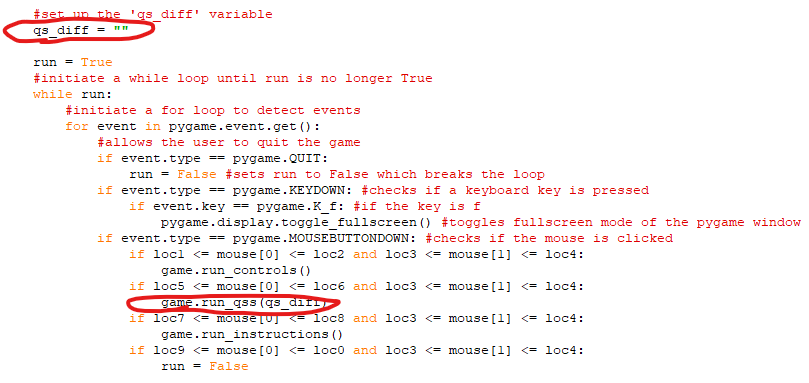 #set up the 'qs_diff' variable
qs_diff = ""
run = True
#initiate a while loop until run is no longer True
while run:
#initiate a for loop to detect events
for event in pygame.event.get():
#allows the user to quit the game
if event.type == pygame.QUIT:
run = False #sets run to False which breaks the loop
if event.type == pygame.KEYDOWN: #checks if a keyboard key is pressed
if event.key == pygame.K_f: #if the key is f
pygame.display.toggle_fullscreen() #toggles fullscreen mode of the pygame window
if event.type == pygame.MOUSEBUTTONDOWN: #checks if the mouse is clicked
if loc1 <= mouse[0] <= loc2 and loc3 <= mouse[1] <= loc4:
game.run_controls()
if loc5 <= mouse[0] <= loc6 and loc3 <= mouse[1] <= loc4:
game.run_qss(qs_diff)
if loc7 <= mouse[0] <= loc8 and loc3 <= mouse[1] <= loc4:
game.run_instructions()
if loc9 <= mouse[0] <= loc0 and loc3 <= mouse[1] <= loc4:
run = False